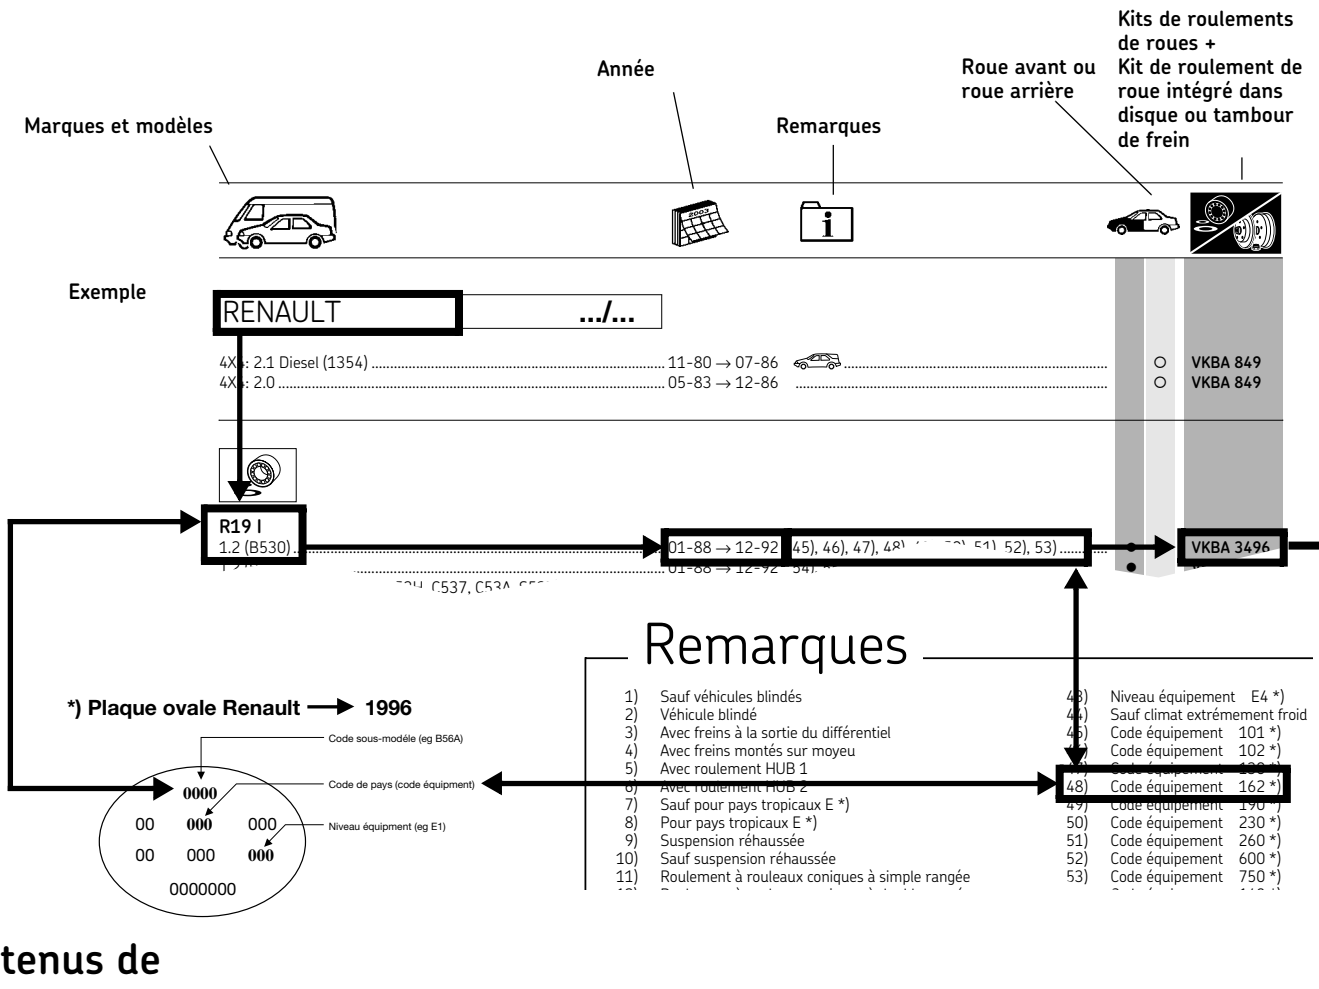 Kits de roulements
de roues +
Kit de roulement de
roue intégré dans
disque ou tambour
de frein
Roue avant ou
roue arrière
Année
Remarques
Marques et modèles
2003
i
Exemple
RENAULT .../...
4X4: 2.1 Diesel (1354) 11-80 → 07-86 VKBA 849
4X4: 2.0 05-83 → 12-86 VKBA 849
R19 I
1.2 (B530) 01-88 → 12-92 45), 46), 47), 48), 51), 52), 53) VKBA 3496
01-88 → 12-92 54).
C537, C53A,
Remarques
*) Plaque ovale Renault → 1996
Code sous-modéle (eg B56A)
Code de pays (code équipment)
Niveau équipment (eg E1)
0000
00 000 000
00 000 000
0000000
1) Sauf véhicules blindés
2) Véhicule blindé
3) Avec freins à la sortie du différentiel
4) Avec freins montés sur moyeu
5) Avec roulement HUB 1
6) Avec roulement HUB 2
7) Sauf pour pays tropicaux E *)
8) Pour pays tropicaux E *)
9) Suspension réhaussée
10) Sauf suspension réhaussée
11) Roulement à rouleaux coniques à simple rangée
43) Niveau équipement E4 *)
44) Sauf climat extrémement froid
45) Code équipement 101 *)
46) Code équipement 102 *)
Code équipement 130 *)
48) Code équipement 162 *)
49) Code équipement 190 *)
50) Code équipement 230 *)
51) Code équipement 260 *)
52) Code équipement 600 *)
53) Code équipement 750 *)
tenus de